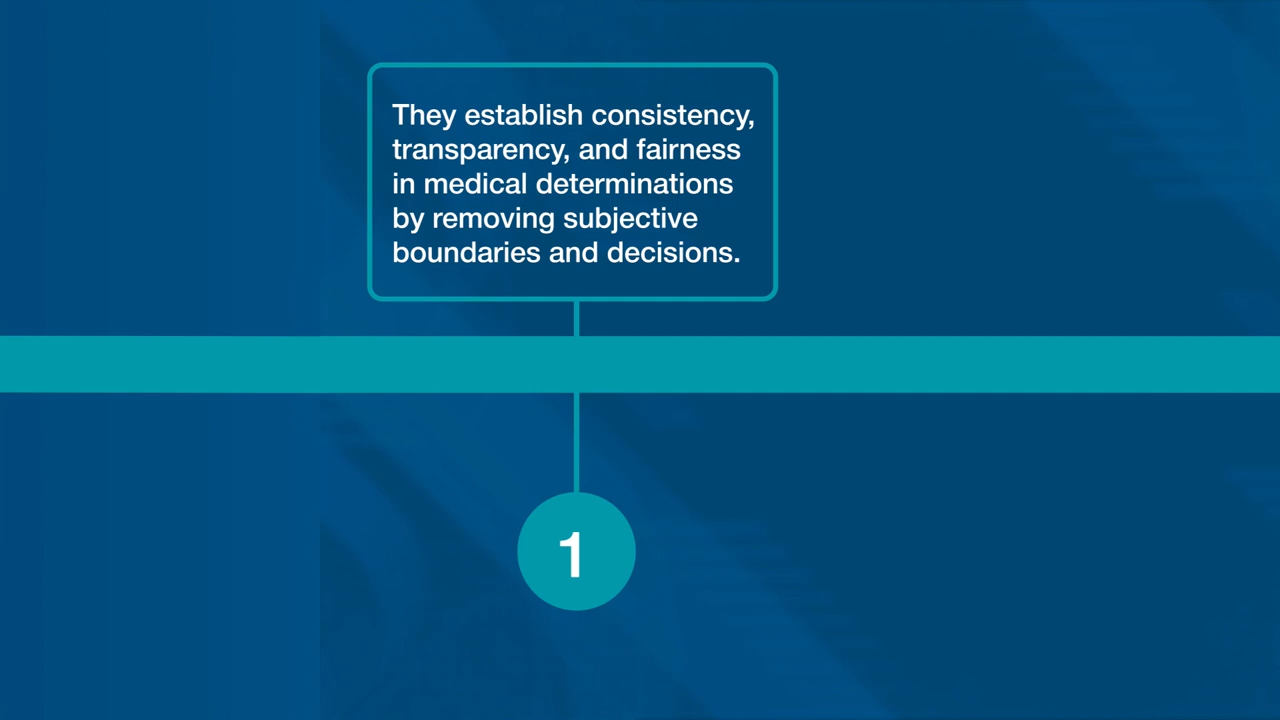 They establish consistency,
transparency, and fairness
in medical determinations
by removing subjective
boundaries and decisions.
1